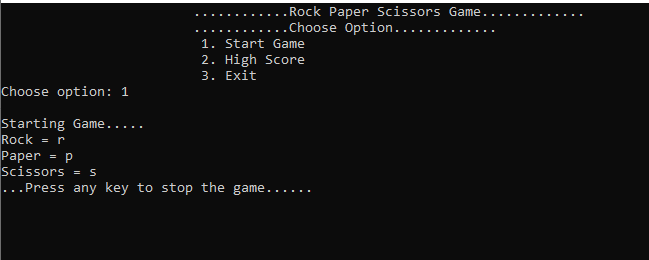 ............Rock Paper Scissors Game.............
............Choose Option.............
1. Start Game
2. High Score
3. Exit
Choose option: 1
Starting Game.....
Rock = r
Paper = p
Scissors = s
...Press any key to stop the game......